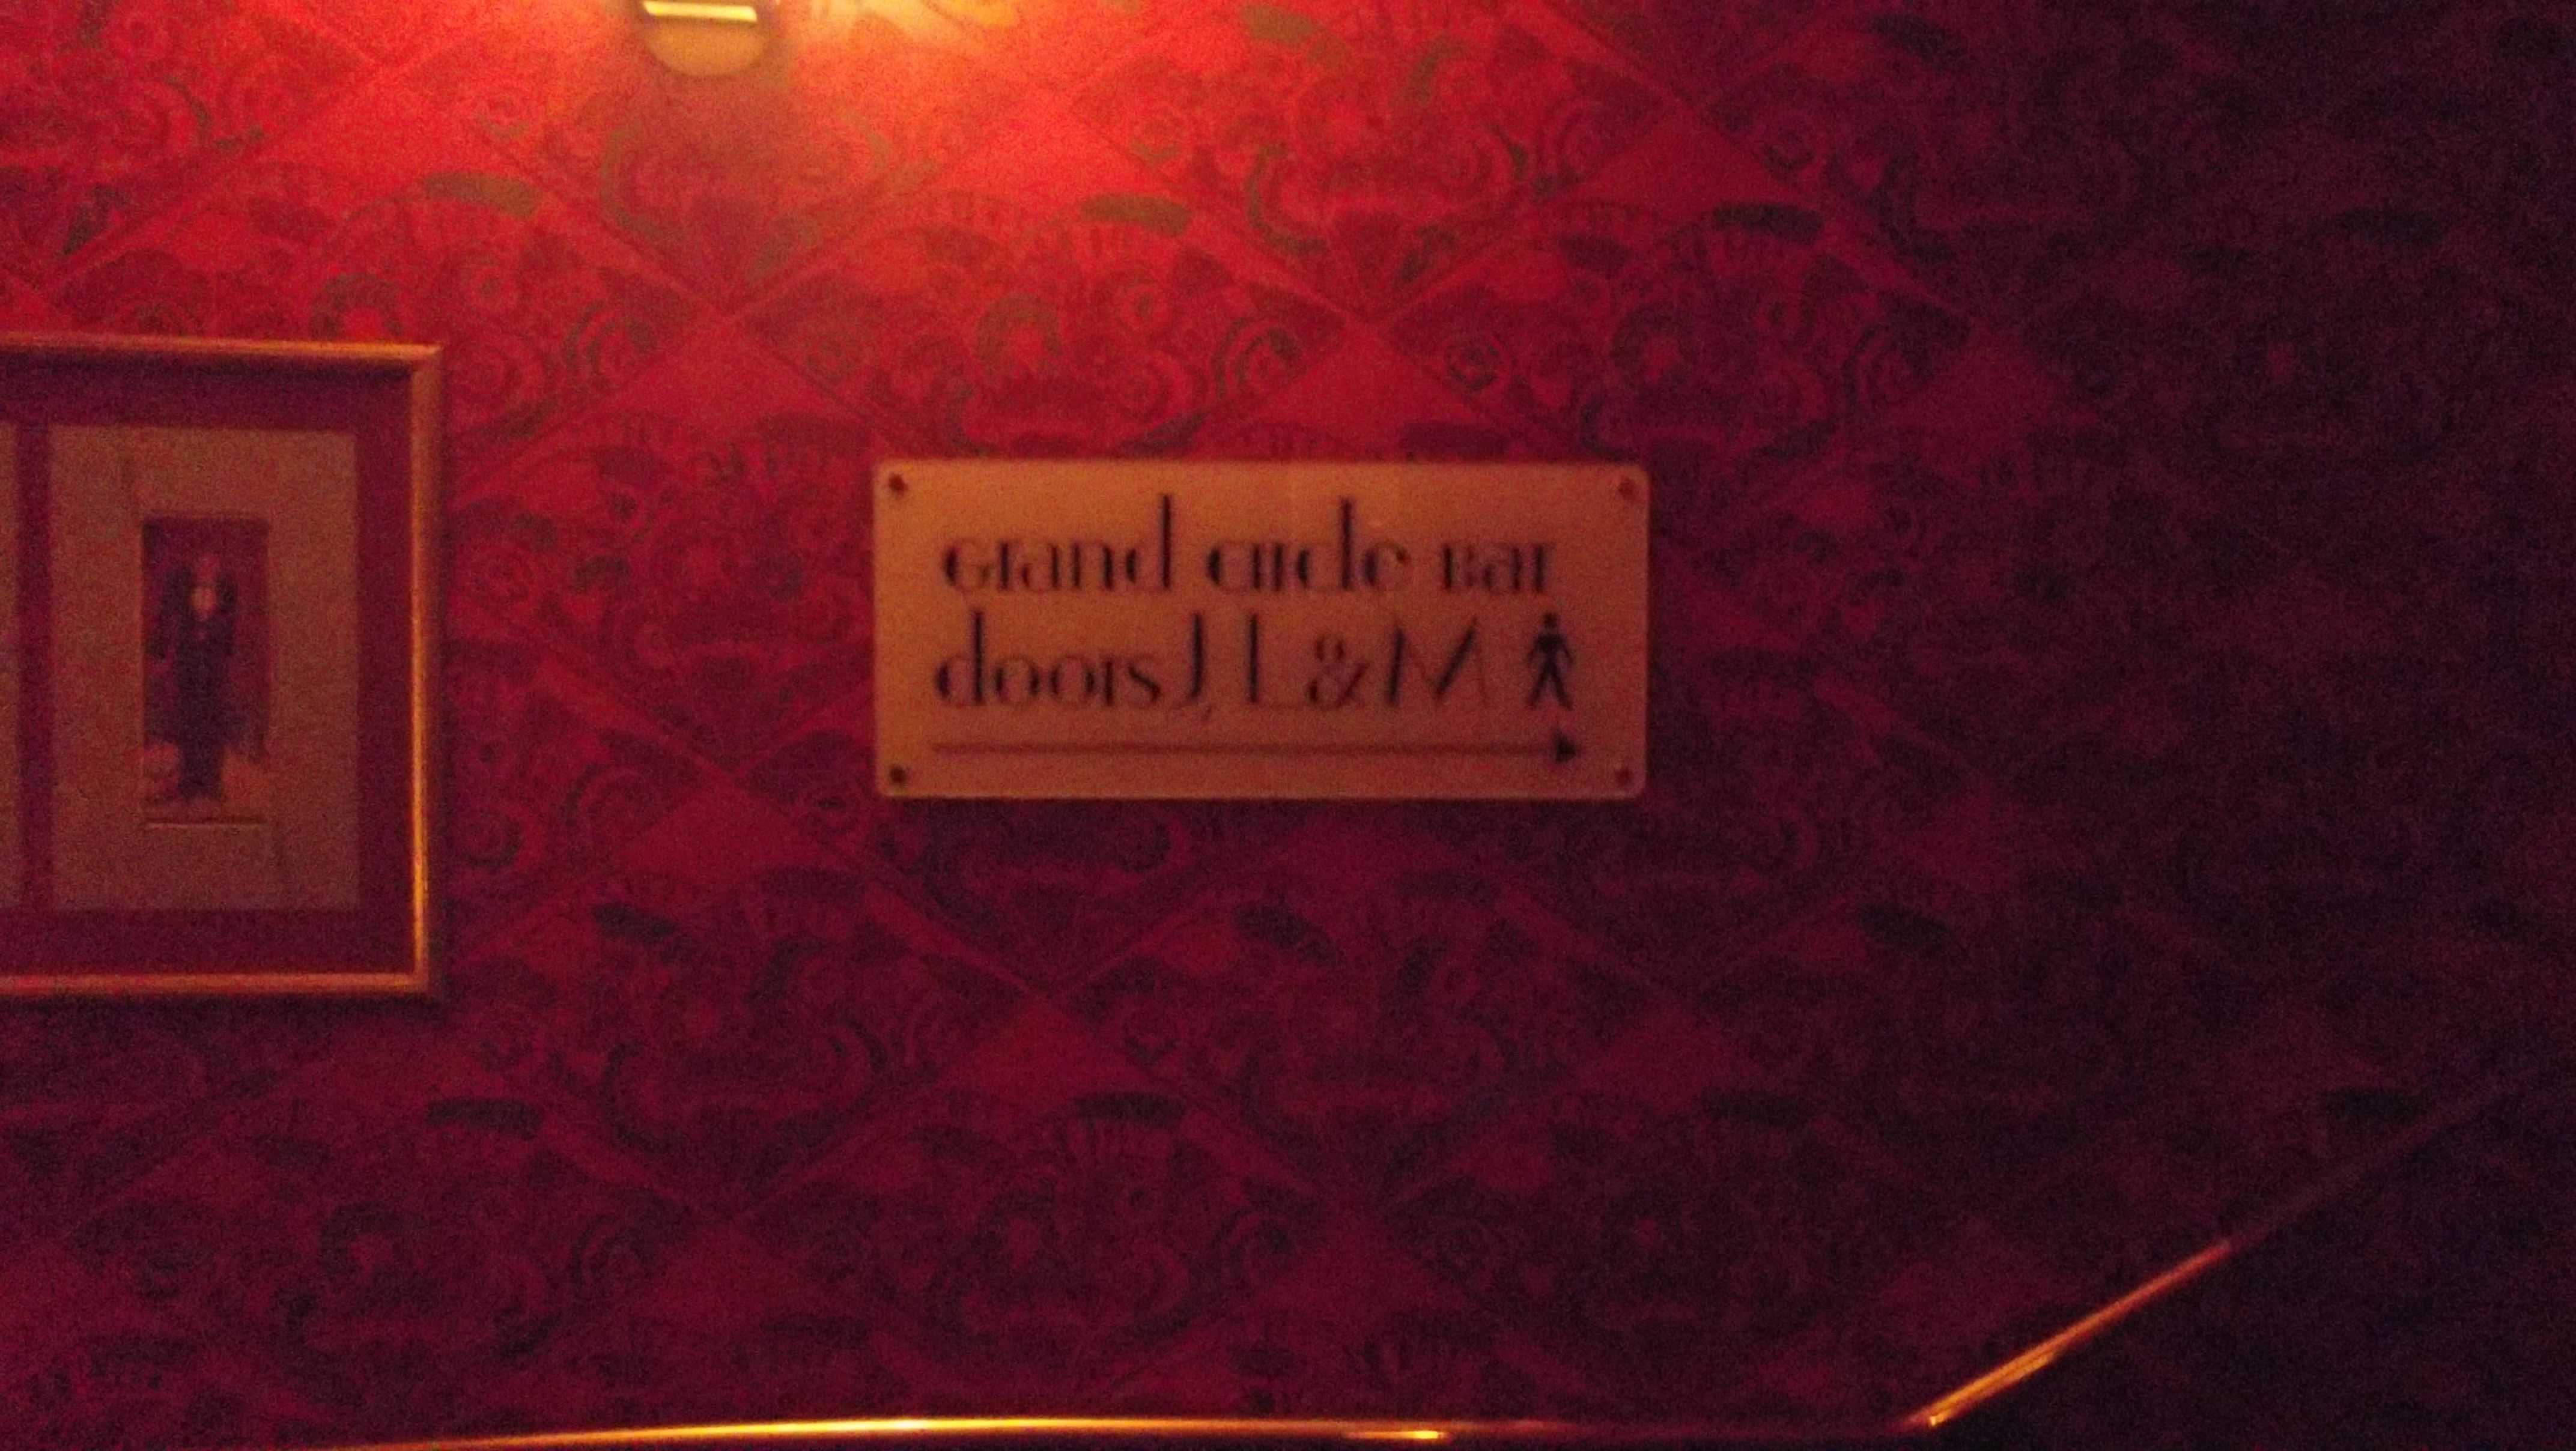 Grand circle Bar
doors J, L & M